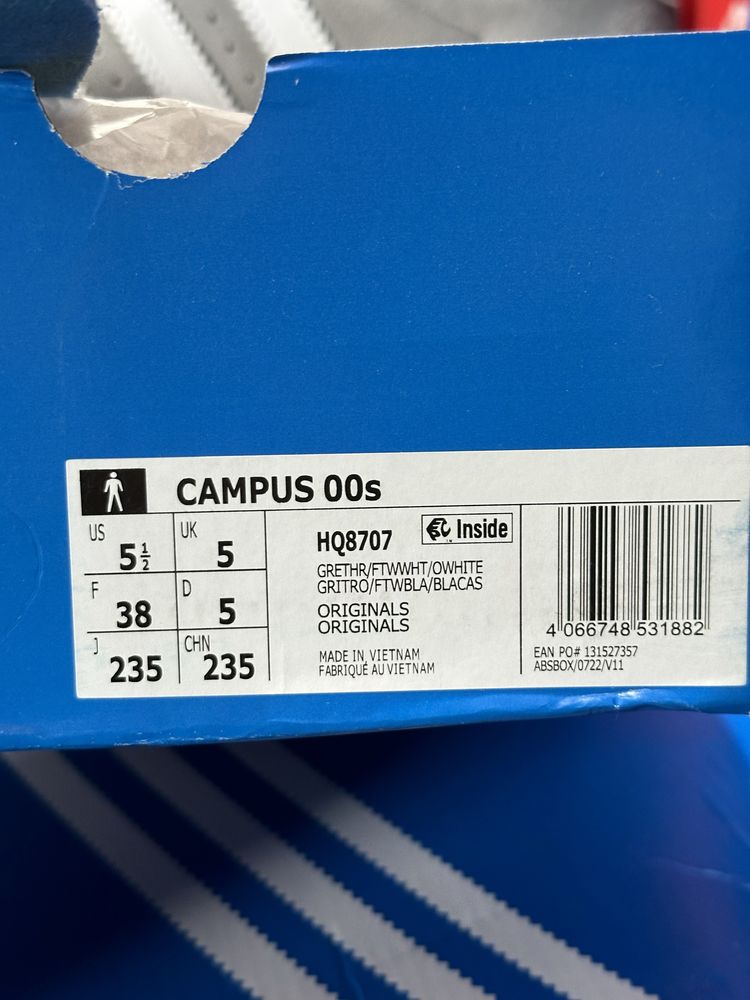 CAMPUS 00s
US 5½ UK 5
F 38 D 5
J 235 CHN 235
HQ8707
Inside
GRETHR/FTWWHT/OWHITE
GRITRO/FTWBLA/BLACAS
ORIGINALS
ORIGINALS
MADE IN VIETNAM
FABRIQUÉ AU VIETNAM
4 066748 531882
EAN PO# 131527357
ABSBOX/0722/V11